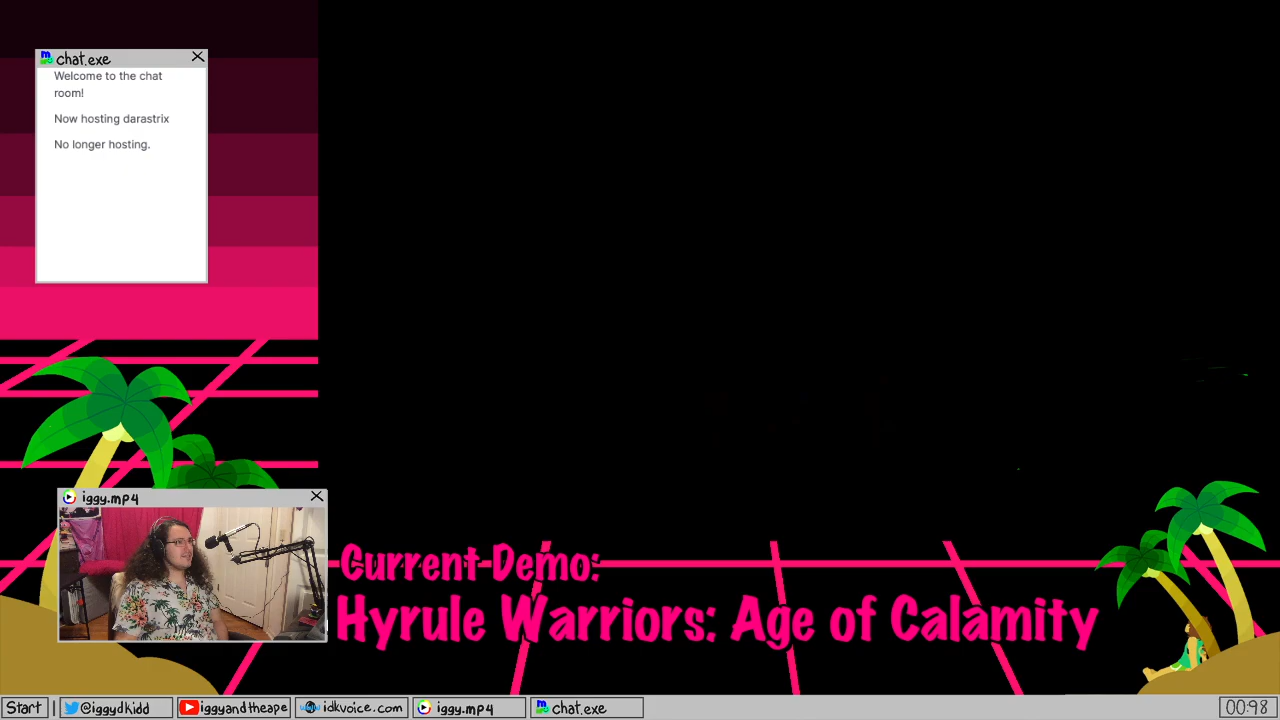 chat.exe
Welcome to the chat
room!
Now hosting darastrix
No longer hosting.
iggy.mp4
Current Demo:
Hyrule Warriors: Age of Calamity
Start | @iggydkidd iggyandtheape www idkvoice.com iggy.mp4 chat.exe 00:98